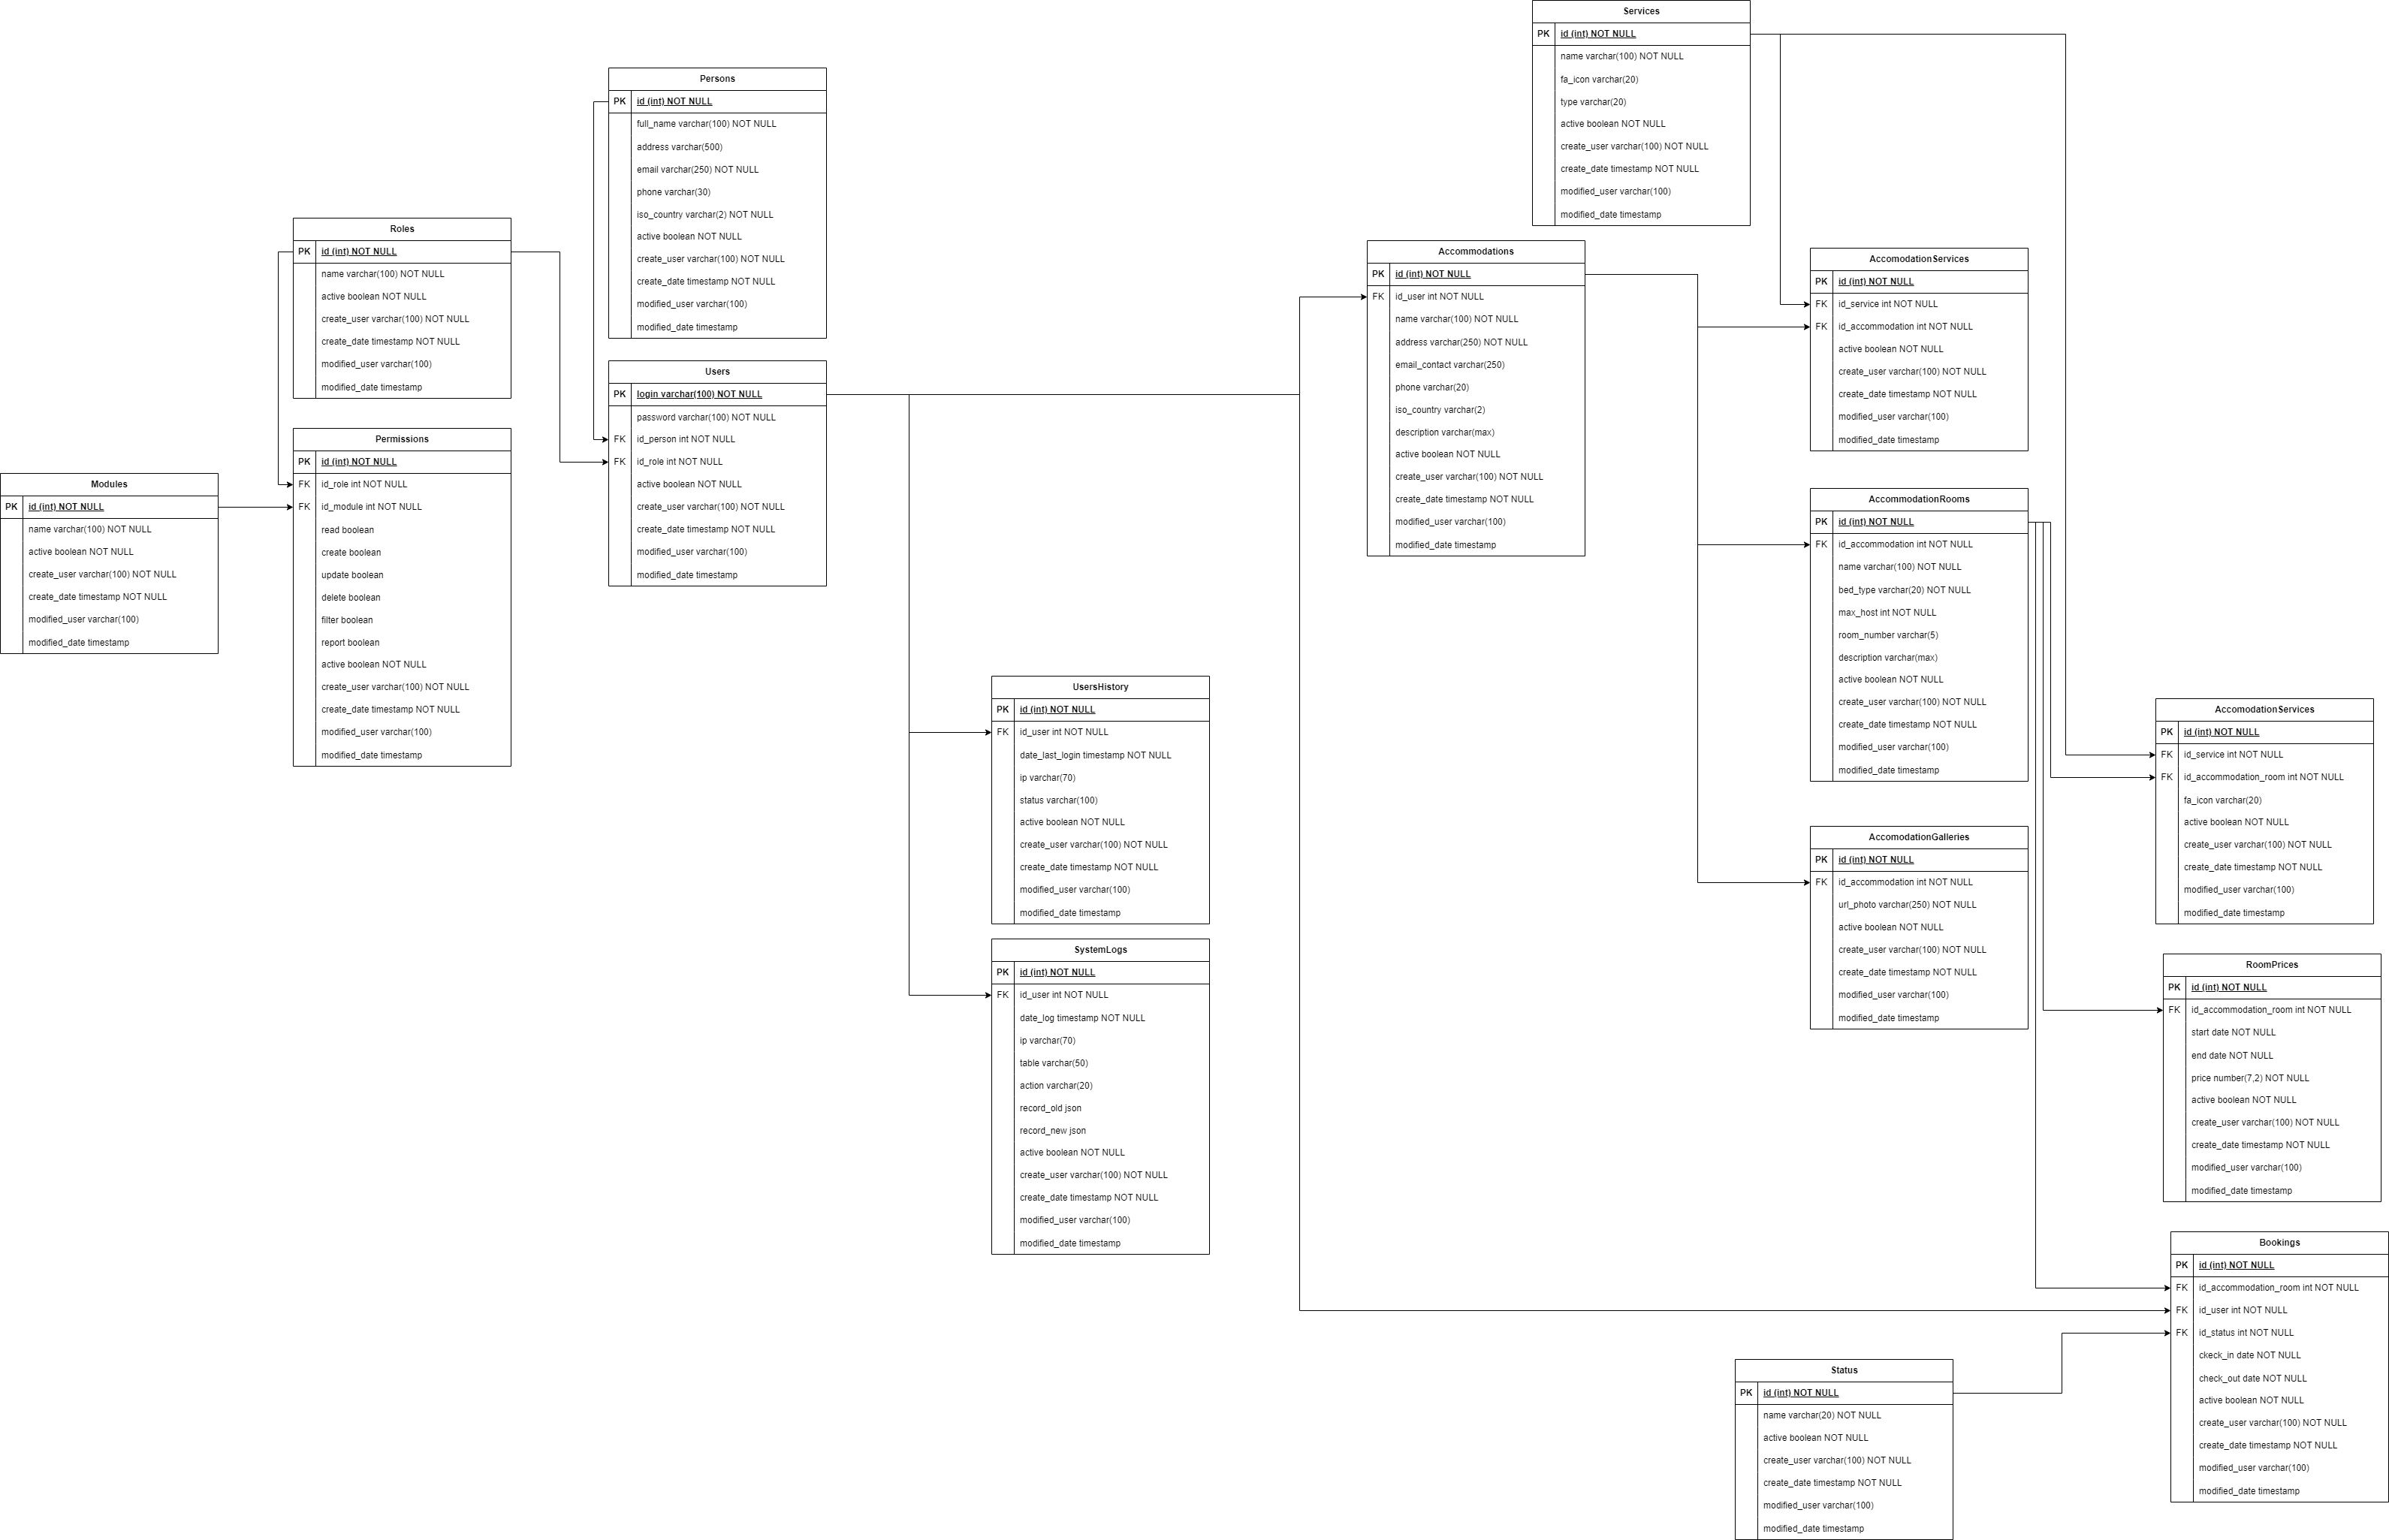 Services
PK id (int) NOT NULL
name varchar(100) NOT NULL
fa_icon varchar(20)
type varchar(20)
active boolean NOT NULL
create_user varchar(100) NOT NULL
create_date timestamp NOT NULL
modified_user varchar(100)
modified_date timestamp
Persons
PK id (int) NOT NULL
full_name varchar(100) NOT NULL
address varchar(500)
email varchar(250) NOT NULL
phone varchar(30)
iso_country varchar(2) NOT NULL
active boolean NOT NULL
create_user varchar(100) NOT NULL
create_date timestamp NOT NULL
modified_user varchar(100)
modified_date timestamp
Roles
PK id (int) NOT NULL
name varchar(100) NOT NULL
active boolean NOT NULL
create_user varchar(100) NOT NULL
create_date timestamp NOT NULL
modified_user varchar(100)
modified_date timestamp
Users
PK login varchar(100) NOT NULL
password varchar(100) NOT NULL
FK id_person int NOT NULL
FK id_role int NOT NULL
active boolean NOT NULL
create_user varchar(100) NOT NULL
create_date timestamp NOT NULL
modified_user varchar(100)
modified_date timestamp
Permissions
PK id (int) NOT NULL
FK id_role int NOT NULL
FK id_module int NOT NULL
read boolean
create boolean
update boolean
delete boolean
filter boolean
report boolean
active boolean NOT NULL
create_user varchar(100) NOT NULL
create_date timestamp NOT NULL
modified_user varchar(100)
modified_date timestamp
Modules
PK id (int) NOT NULL
name varchar(100) NOT NULL
active boolean NOT NULL
create_user varchar(100) NOT NULL
create_date timestamp NOT NULL
modified_user varchar(100)
modified_date timestamp
Accommodations
PK id (int) NOT NULL
FK id_user int NOT NULL
name varchar(100) NOT NULL
address varchar(250) NOT NULL
email_contact varchar(250)
phone varchar(20)
iso_country varchar(2)
description varchar(max)
active boolean NOT NULL
create_user varchar(100) NOT NULL
create_date timestamp NOT NULL
modified_user varchar(100)
modified_date timestamp
AccomodationServices
PK id (int) NOT NULL
FK id_service int NOT NULL
FK id_accommodation int NOT NULL
active boolean NOT NULL
create_user varchar(100) NOT NULL
create_date timestamp NOT NULL
modified_user varchar(100)
modified_date timestamp
AccommodationRooms
PK id (int) NOT NULL
FK id_accommodation int NOT NULL
name varchar(100) NOT NULL
bed_type varchar(20) NOT NULL
max_host int NOT NULL
room_number varchar(5)
description varchar(max)
active boolean NOT NULL
create_user varchar(100) NOT NULL
create_date timestamp NOT NULL
modified_user varchar(100)
modified_date timestamp
UsersHistory
PK id (int) NOT NULL
FK id_user int NOT NULL
date_last_login timestamp NOT NULL
ip varchar(70)
status varchar(100)
active boolean NOT NULL
create_user varchar(100) NOT NULL
create_date timestamp NOT NULL
modified_user varchar(100)
modified_date timestamp
AccomodationServices
PK id (int) NOT NULL
FK id_service int NOT NULL
FK id_accommodation_room int NOT NULL
fa_icon varchar(20)
active boolean NOT NULL
create_user varchar(100) NOT NULL
create_date timestamp NOT NULL
modified_user varchar(100)
modified_date timestamp
AccomodationGalleries
PK id (int) NOT NULL
FK id_accommodation int NOT NULL
url_photo varchar(250) NOT NULL
active boolean NOT NULL
create_user varchar(100) NOT NULL
create_date timestamp NOT NULL
modified_user varchar(100)
modified_date timestamp
SystemLogs
PK id (int) NOT NULL
FK id_user int NOT NULL
date_log timestamp NOT NULL
ip varchar(70)
table varchar(50)
action varchar(20)
record_old json
record_new json
active boolean NOT NULL
create_user varchar(100) NOT NULL
create_date timestamp NOT NULL
modified_user varchar(100)
modified_date timestamp
RoomPrices
PK id (int) NOT NULL
FK id_accommodation_room int NOT NULL
start date NOT NULL
end date NOT NULL
price number(7,2) NOT NULL
active boolean NOT NULL
create_user varchar(100) NOT NULL
create_date timestamp NOT NULL
modified_user varchar(100)
modified_date timestamp
Bookings
PK id (int) NOT NULL
FK id_accommodation_room int NOT NULL
FK id_user int NOT NULL
FK id_status int NOT NULL
ckeck_in date NOT NULL
check_out date NOT NULL
active boolean NOT NULL
create_user varchar(100) NOT NULL
create_date timestamp NOT NULL
modified_user varchar(100)
modified_date timestamp
Status
PK id (int) NOT NULL
name varchar(20) NOT NULL
active boolean NOT NULL
create_user varchar(100) NOT NULL
create_date timestamp NOT NULL
modified_user varchar(100)
modified_date timestamp